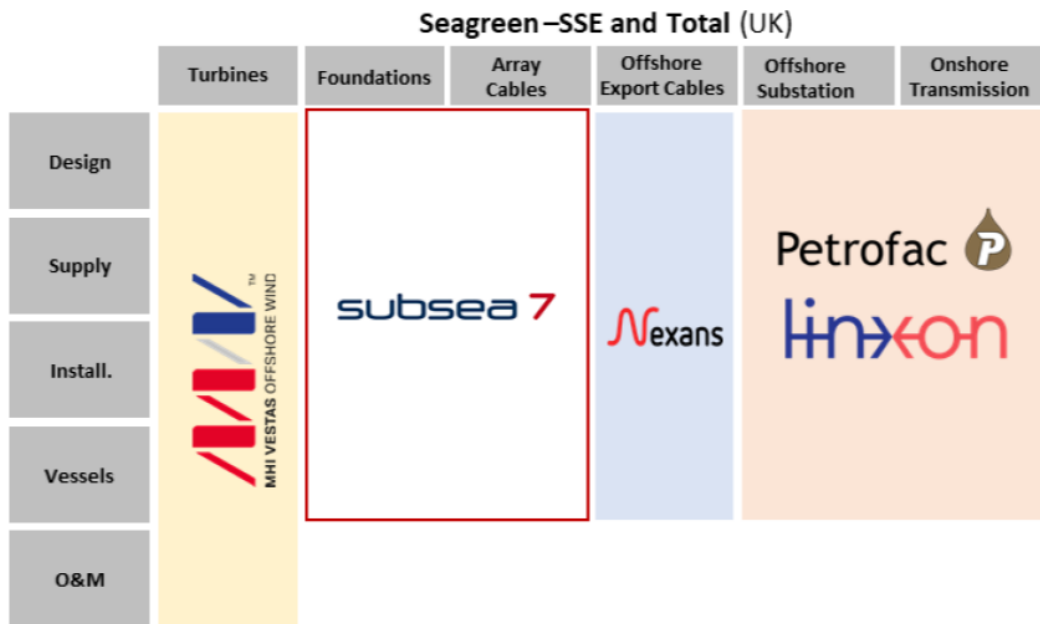 Seagreen –SSE and Total (UK)
Turbines
Foundations
Array
Cables
Offshore
Export Cables
Offshore
Substation
Onshore
Transmission
Design
Supply
Install.
Vessels
O&M
MHI VESTAS OFFSHORE WIND™
subsea 7
Nexans
Petrofac
P
linxon